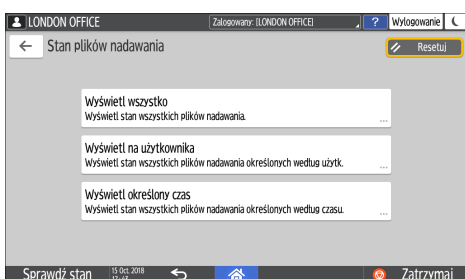 LONDON OFFICE
Zalogowany: [LONDON OFFICE]
?
Wylogowanie
Stan plików nadawania
Resetuj
Wyświetl wszystko
Wyświetl stan wszystkich plików nadawania.
...
Wyświetl na użytkownika
Wyświetl stan wszystkich plików nadawania określonych według użytk.
...
Wyświetl określony czas
Wyświetl stan wszystkich plików nadawania określonych według czasu.
...
Sprawdź stan
15 Oct. 2018
Zatrzymaj